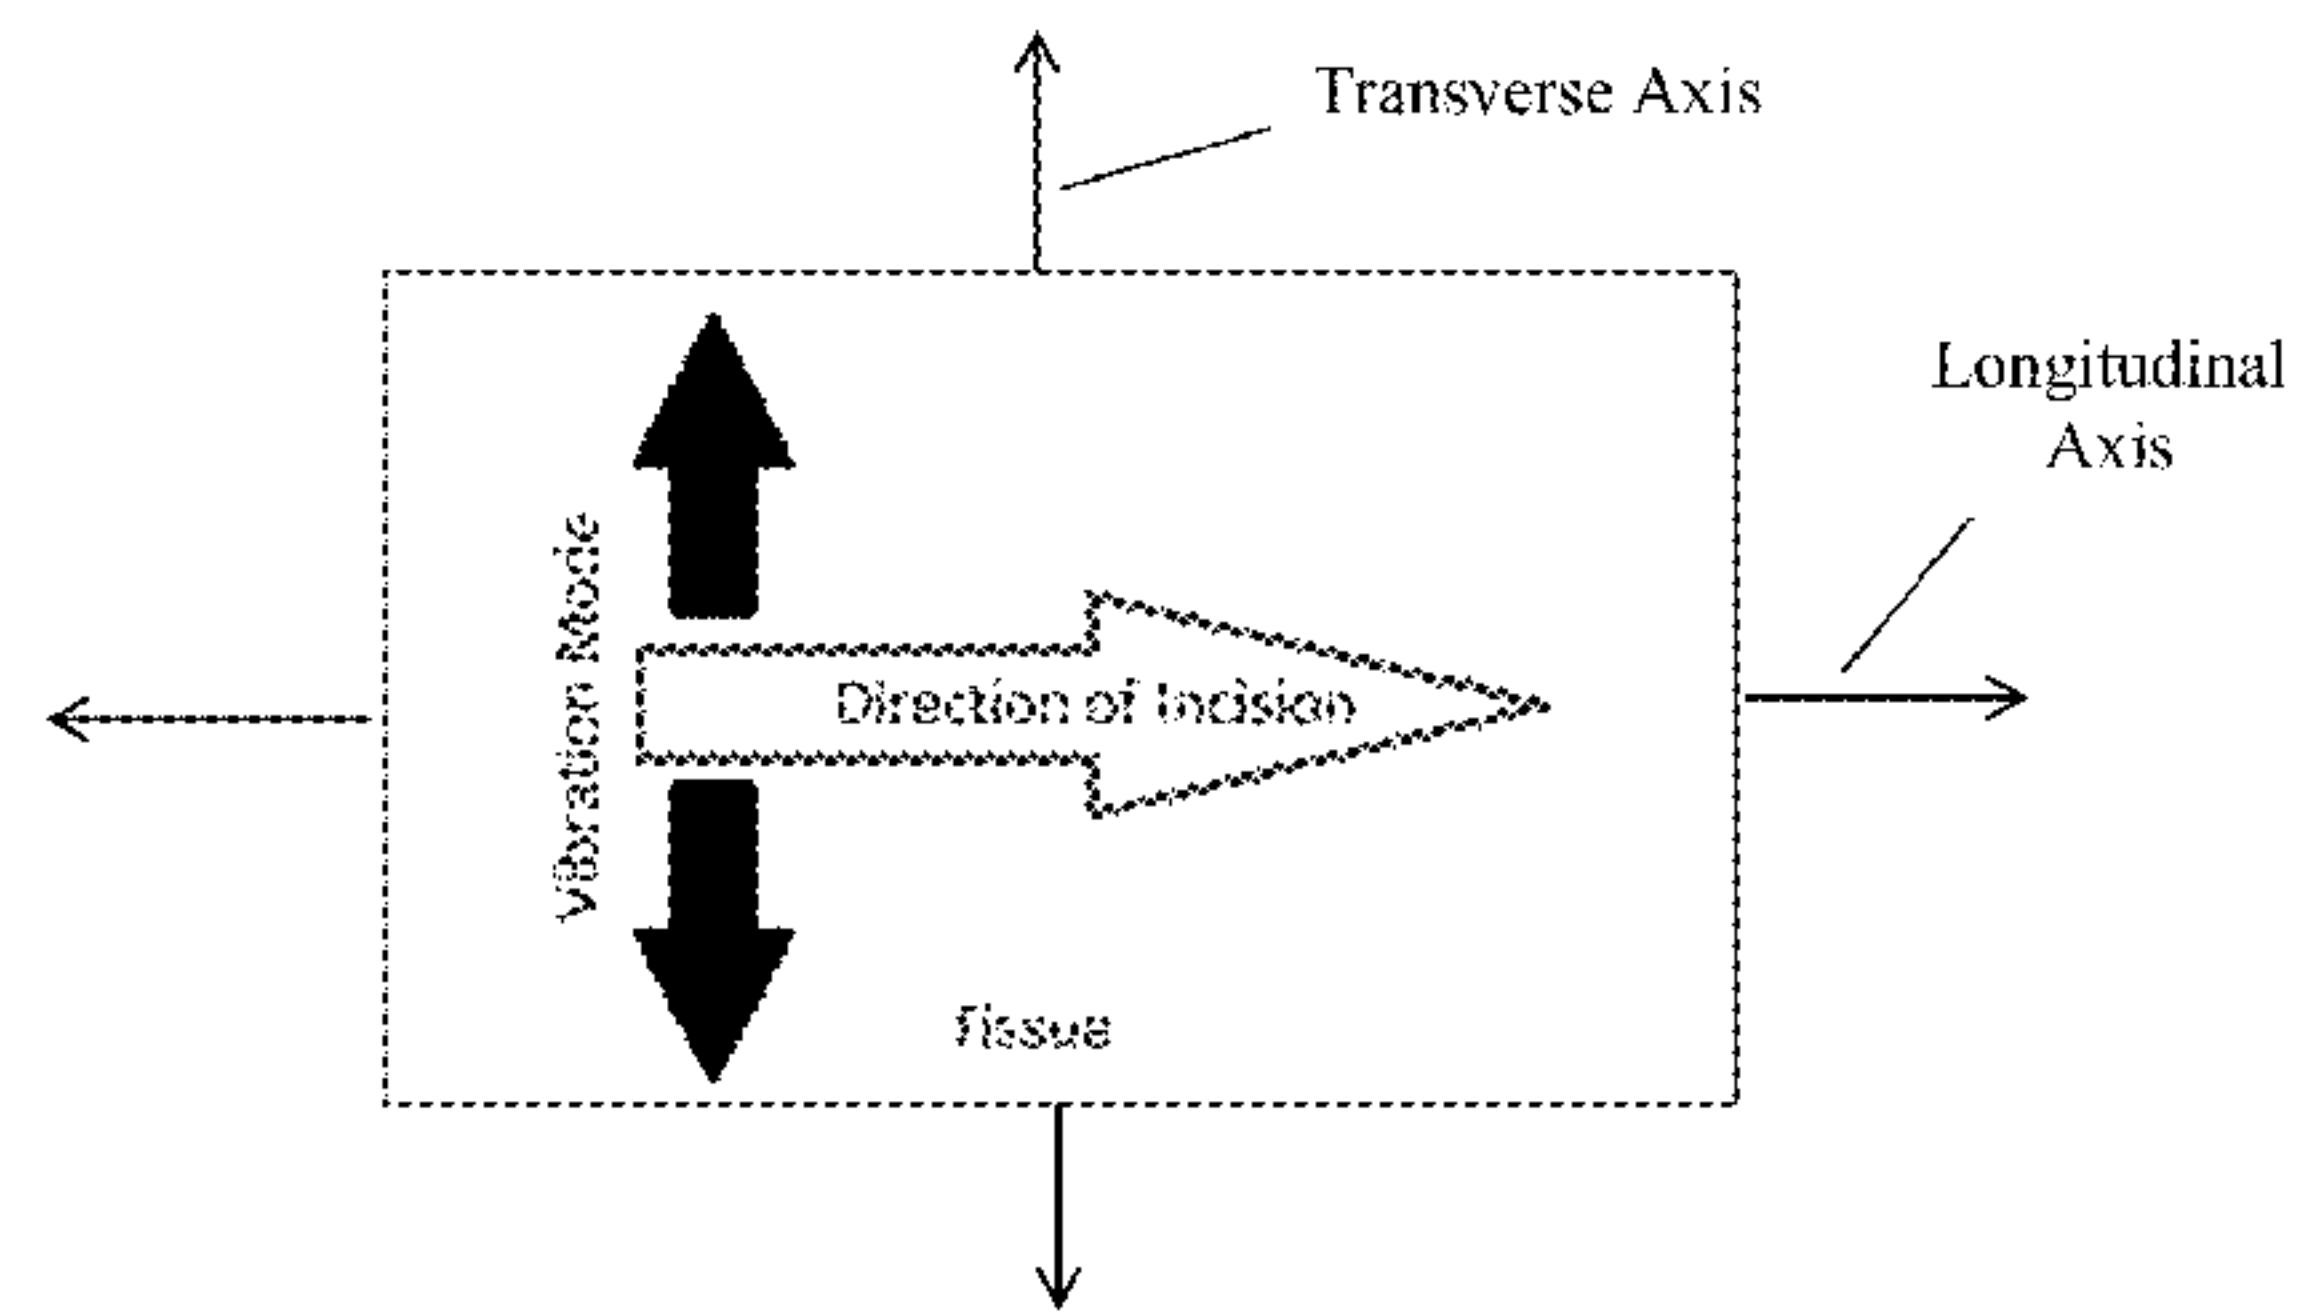 Transverse Axis
Longitudinal
Axis
Vibration Mode
Direction of Incision
Tissue